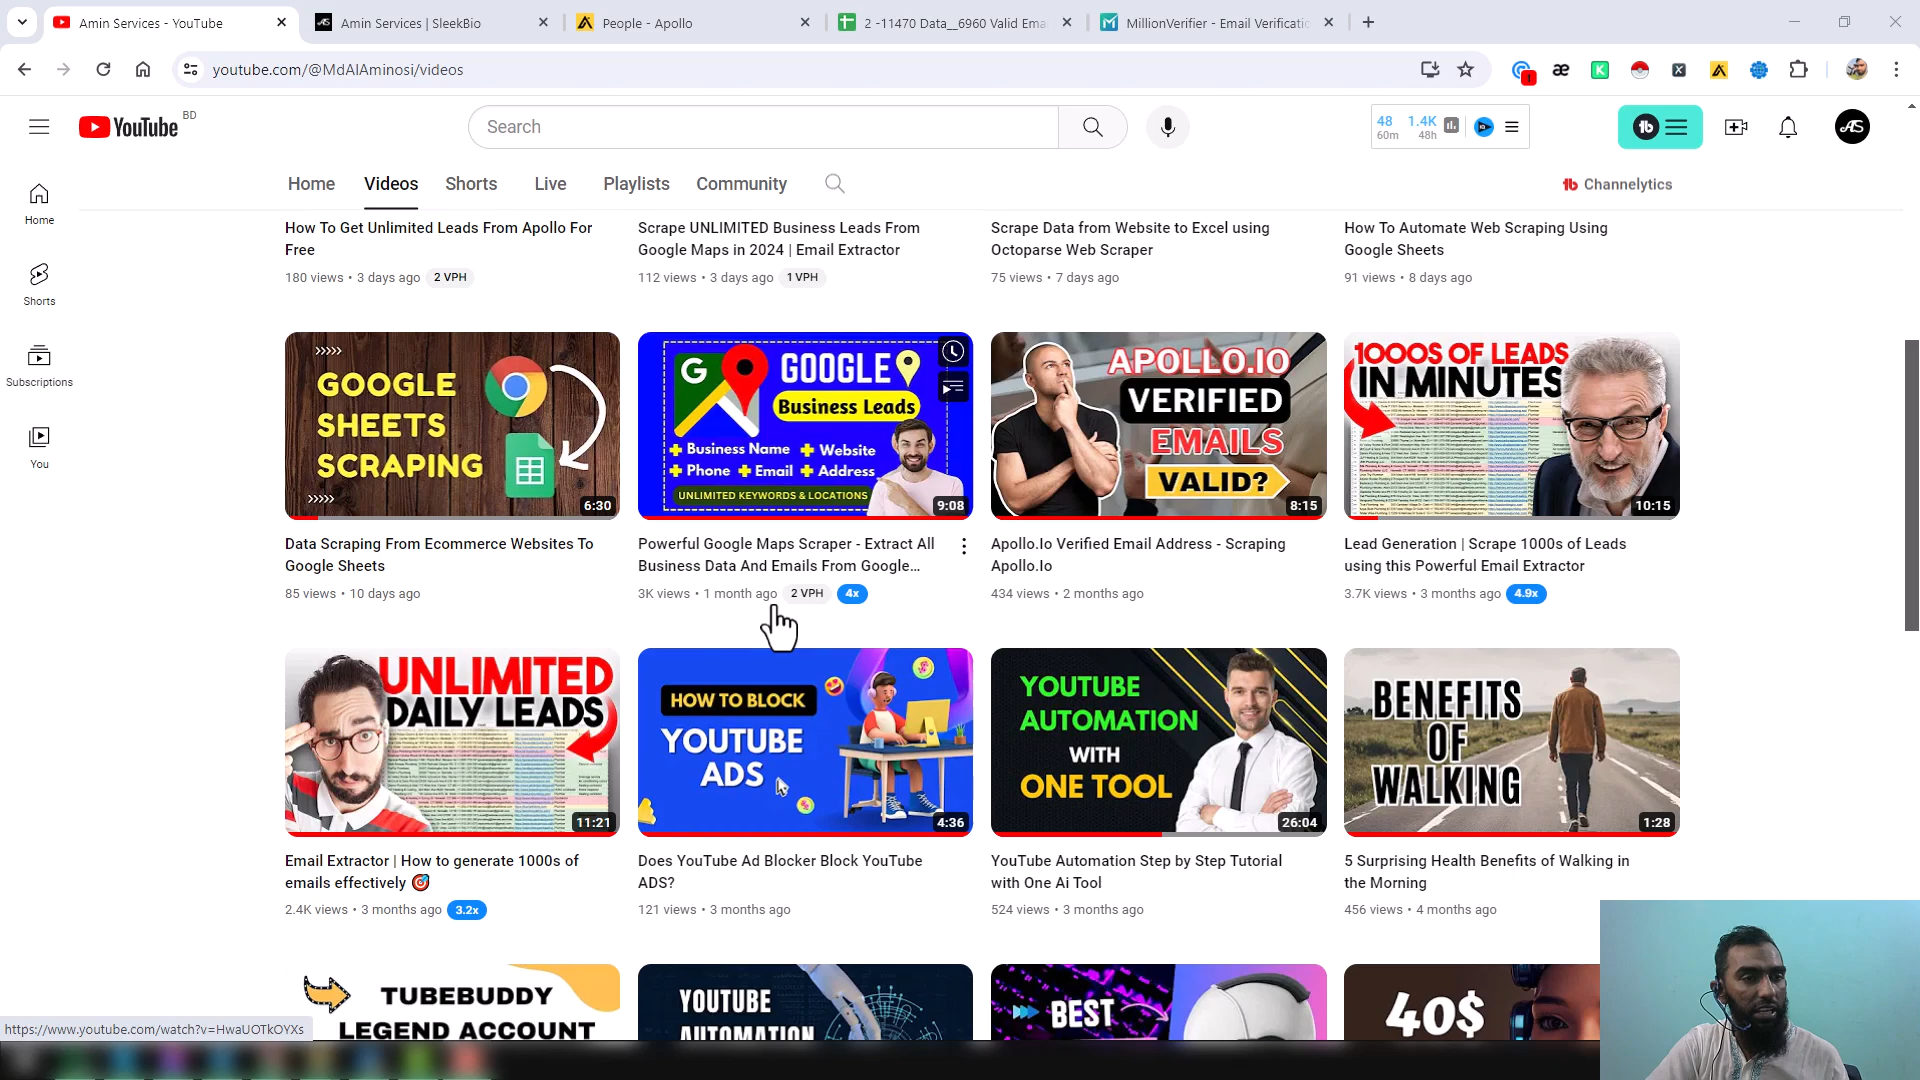 Amin Services - YouTube
Amin Services | SleekBio
People - Apollo
2 -11470 Data__6960 Valid Ema
MillionVerifier - Email Verificatic
youtube.com/@MdAlAminosi/videos
YouTube BD
Search
48 1.4K
60m 48h
Home Videos Shorts Live Playlists Community
Channelytics
Home
Shorts
Subscriptions
You
How To Get Unlimited Leads From Apollo For
Free
180 views • 3 days ago 2 VPH
Scrape UNLIMITED Business Leads From
Google Maps in 2024 | Email Extractor
112 views • 3 days ago 1 VPH
Scrape Data from Website to Excel using
Octoparse Web Scraper
75 views • 7 days ago
How To Automate Web Scraping Using
Google Sheets
91 views • 8 days ago
GOOGLE
SHEETS
SCRAPING
6:30
GOOGLE
Business Leads
Business Name Website
Phone Email Address
UNLIMITED KEYWORDS & LOCATIONS
9:08
APOLLO.IO
VERIFIED
EMAILS
VALID?
8:15
1000S OF LEADS
IN MINUTES
10:15
Data Scraping From Ecommerce Websites To
Google Sheets
85 views • 10 days ago
Powerful Google Maps Scraper - Extract All
Business Data And Emails From Google...
3K views • 1 month ago 2 VPH 4x
Apollo.Io Verified Email Address - Scraping
Apollo.Io
434 views • 2 months ago
Lead Generation | Scrape 1000s of Leads
using this Powerful Email Extractor
3.7K views • 3 months ago 4.9x
UNLIMITED
DAILY LEADS
11:21
HOW TO BLOCK
YOUTUBE
ADS
4:36
YOUTUBE
AUTOMATION
WITH
ONE TOOL
26:04
BENEFITS
OF
WALKING
1:28
Email Extractor | How to generate 1000s of
emails effectively
2.4K views • 3 months ago 3.2x
Does YouTube Ad Blocker Block YouTube
ADS?
121 views • 3 months ago
YouTube Automation Step by Step Tutorial
with One Ai Tool
524 views • 3 months ago
5 Surprising Health Benefits of Walking in
the Morning
456 views • 4 months ago
TUBEBUDDY
LEGEND ACCOUNT
YOUTUBE
AUTOMATION
BEST
40$
https://www.youtube.com/watch?v=HwaUOTkOYXs